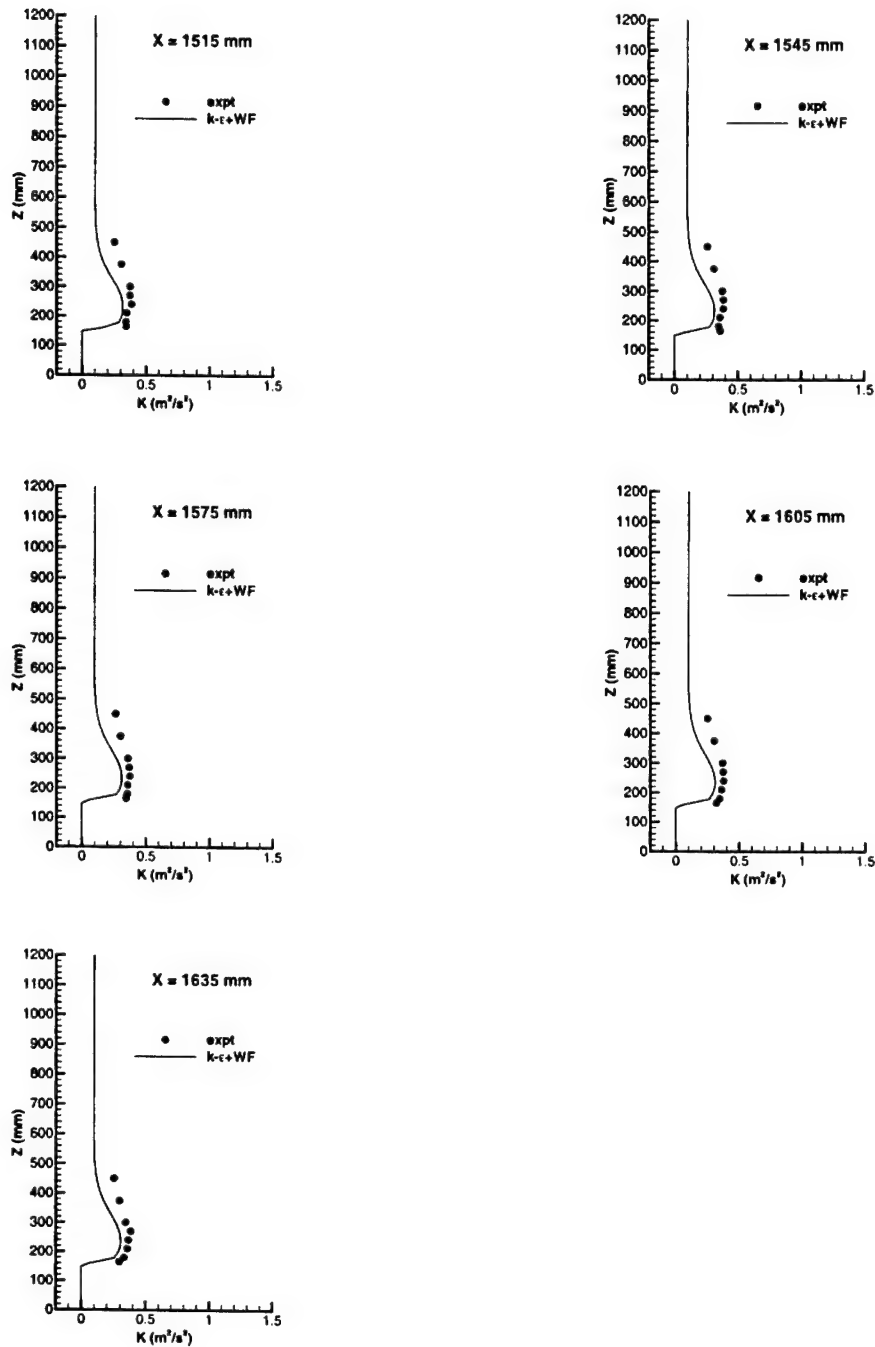 X = 1515 mm
expt
k-ε+WF
Z (mm)
1200
1100
1000
900
800
700
600
500
400
300
200
100
0
0 0.5 1 1.5
K (m²/s²)
X = 1545 mm
expt
k-ε+WF
Z (mm)
1200
1100
1000
900
800
700
600
500
400
300
200
100
0
0 0.5 1 1.5
K (m²/s²)
X = 1575 mm
expt
k-ε+WF
Z (mm)
1200
1100
1000
900
800
700
600
500
400
300
200
100
0
0 0.5 1 1.5
K (m²/s²)
X = 1605 mm
expt
k-ε+WF
Z (mm)
1200
1100
1000
900
800
700
600
500
400
300
200
100
0
0 0.5 1 1.5
K (m²/s²)
X = 1635 mm
expt
k-ε+WF
Z (mm)
1200
1100
1000
900
800
700
600
500
400
300
200
100
0
0 0.5 1 1.5
K (m²/s²)